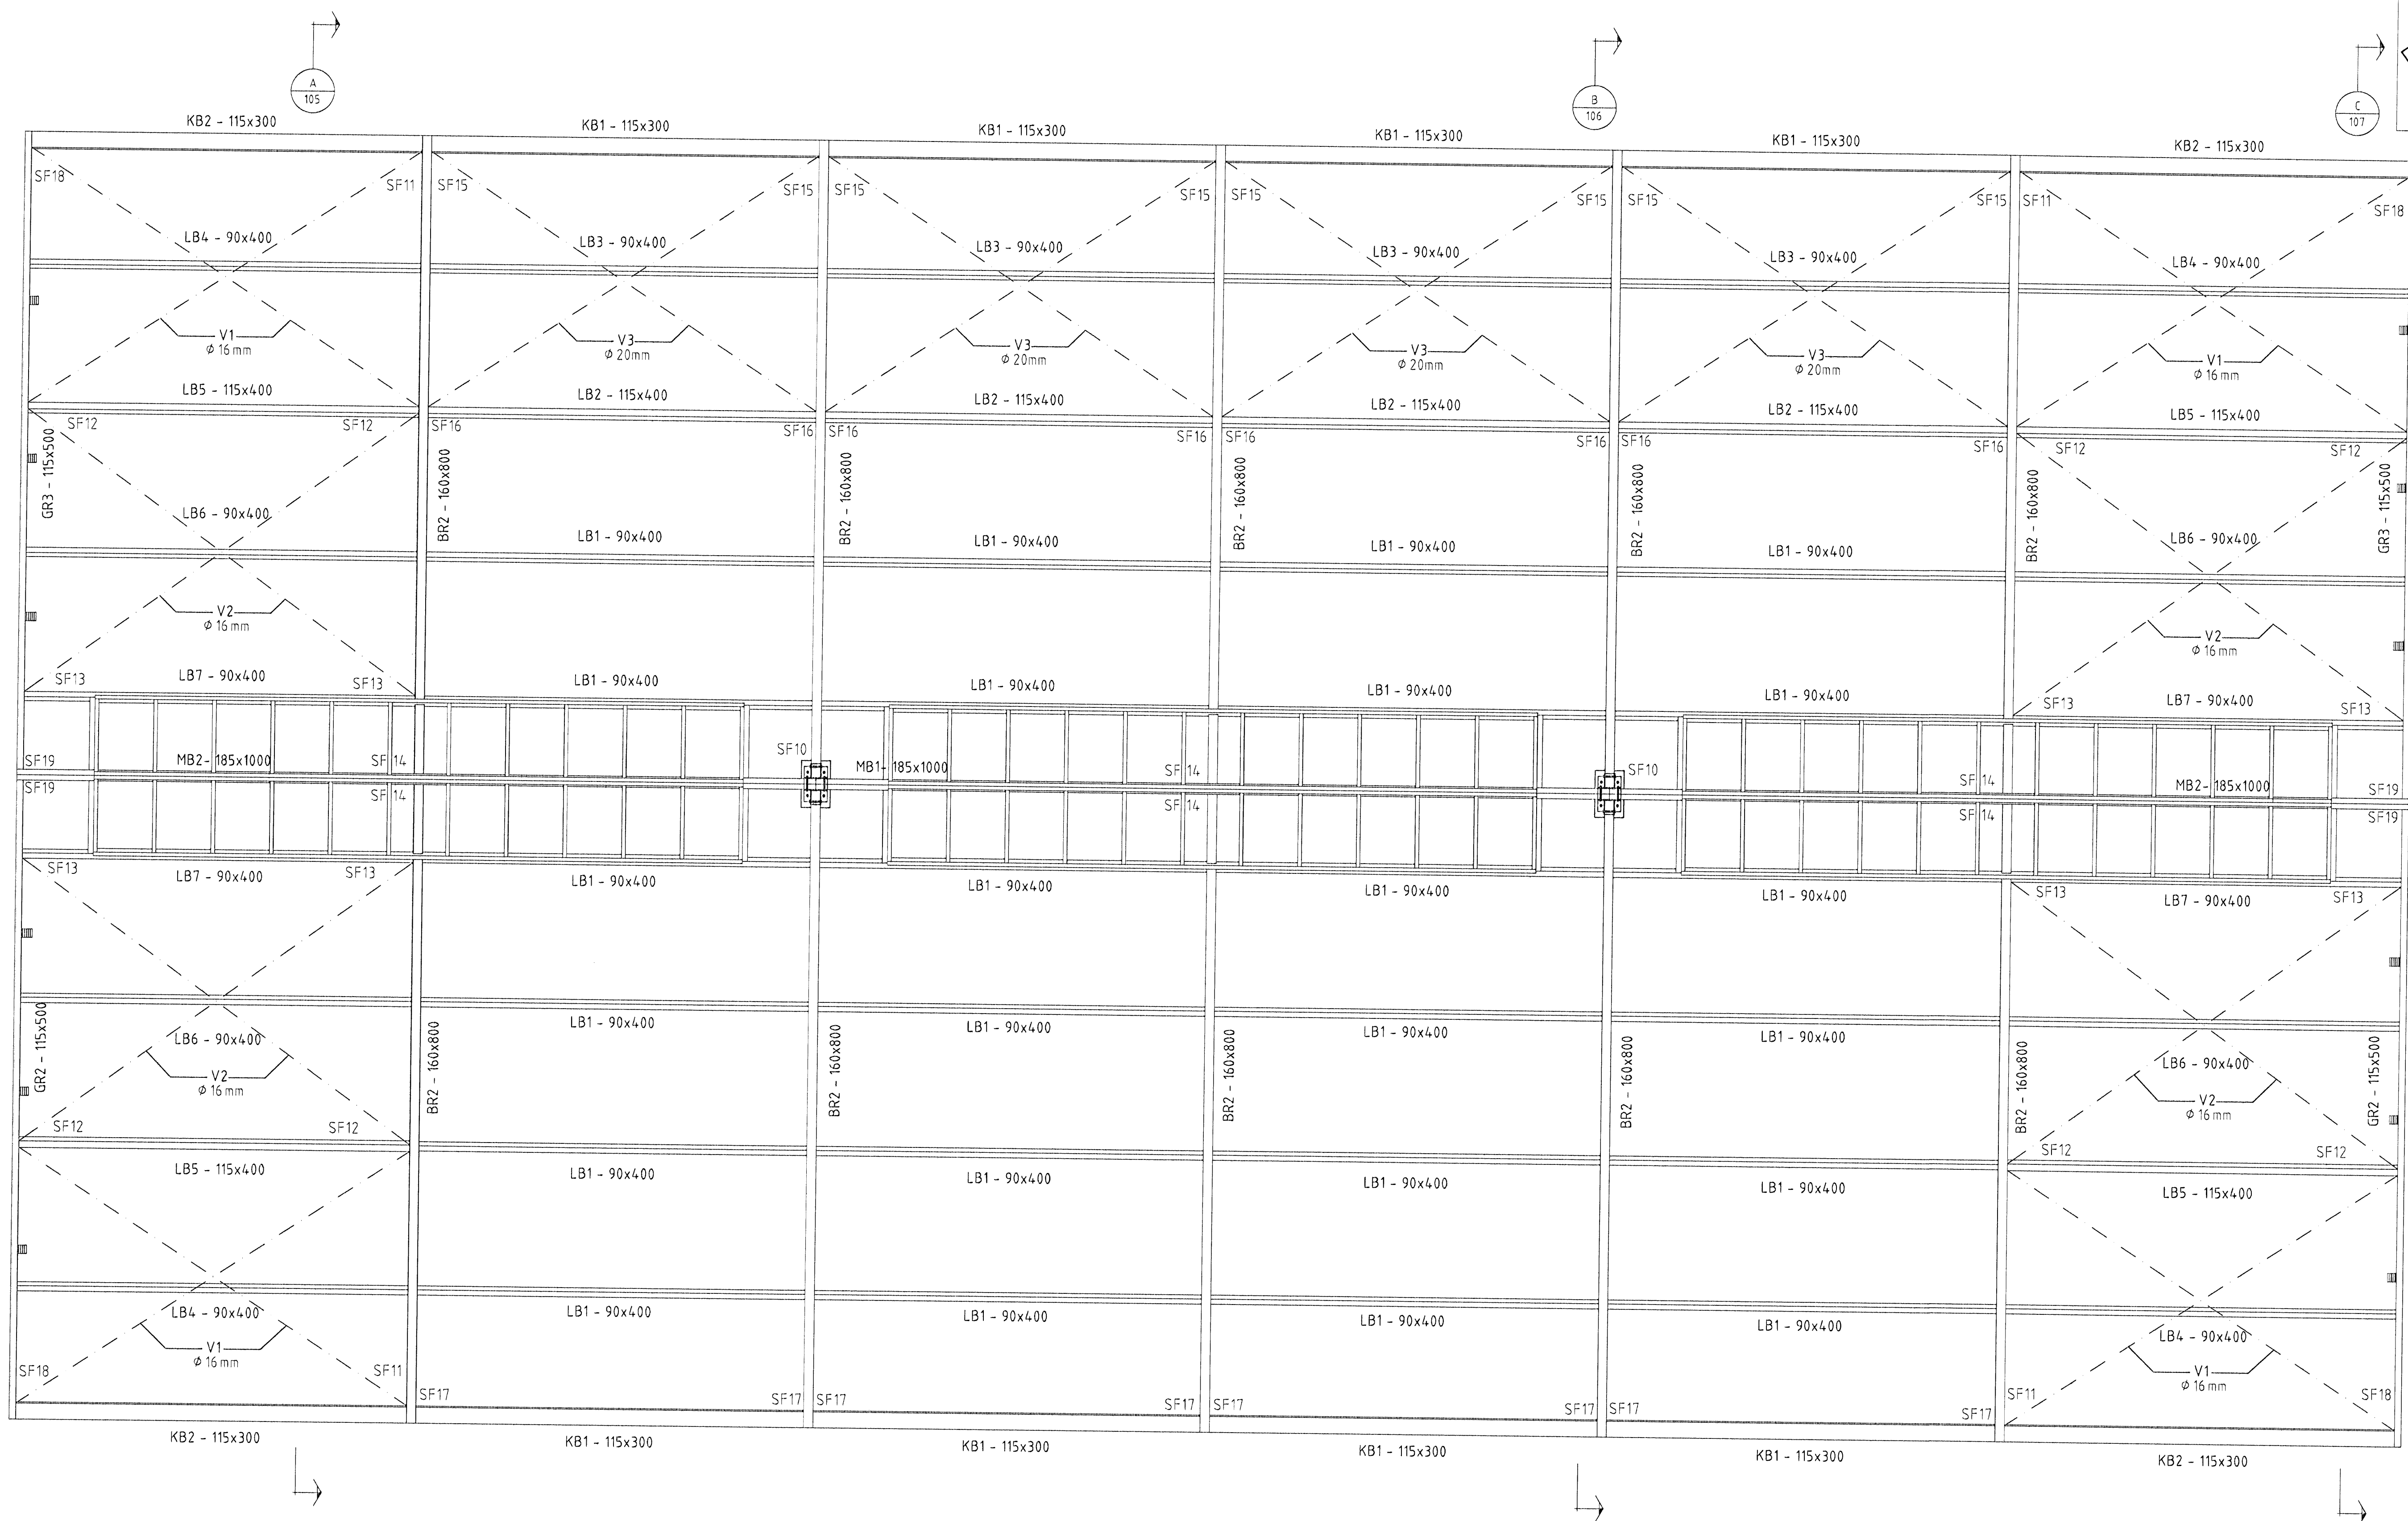 A
105
B
106
C
107
KB2 - 115x300
KB1 - 115x300
KB1 - 115x300
KB1 - 115x300
KB1 - 115x300
KB2 - 115x300
SF18
SF11
SF15
SF15
SF15
SF15
SF15
SF15
SF15
SF15
SF11
SF18
LB4 - 90x400
LB3 - 90x400
LB3 - 90x400
LB3 - 90x400
LB3 - 90x400
LB4 - 90x400
V1
φ 16 mm
V3
φ 20mm
V3
φ 20mm
V3
φ 20mm
V3
φ 20mm
V1
φ 16 mm
LB5 - 115x400
LB2 - 115x400
LB2 - 115x400
LB2 - 115x400
LB2 - 115x400
LB5 - 115x400
SF12
SF12
SF16
SF16
SF16
SF16
SF16
SF16
SF16
SF16
SF12
SF12
GR3 - 115x500
BR2 - 160x800
BR2 - 160x800
BR2 - 160x800
BR2 - 160x800
BR2 - 160x800
GR3 - 115x500
LB6 - 90x400
LB1 - 90x400
LB1 - 90x400
LB1 - 90x400
LB1 - 90x400
LB6 - 90x400
V2
φ 16 mm
V2
φ 16 mm
SF13
LB7 - 90x400
SF13
LB1 - 90x400
LB1 - 90x400
LB1 - 90x400
LB1 - 90x400
SF13
LB7 - 90x400
SF13
SF19
MB2- 185x1000
SF14
SF10
MB1- 185x1000
SF14
SF10
SF14
MB2- 185x1000
SF19
SF19
SF14
SF14
SF14
SF19
SF13
LB7 - 90x400
SF13
LB1 - 90x400
LB1 - 90x400
LB1 - 90x400
LB1 - 90x400
SF13
LB7 - 90x400
SF13
GR2 - 115x500
LB6 - 90x400
BR2 - 160x800
LB1 - 90x400
BR2 - 160x800
LB1 - 90x400
BR2 - 160x800
LB1 - 90x400
BR2 - 160x800
LB1 - 90x400
BR2 - 160x800
LB6 - 90x400
GR2 - 115x500
V2
φ 16 mm
V2
φ 16 mm
SF12
SF12
SF12
SF12
LB5 - 115x400
LB1 - 90x400
LB1 - 90x400
LB1 - 90x400
LB1 - 90x400
LB5 - 115x400
LB4 - 90x400
LB1 - 90x400
LB1 - 90x400
LB1 - 90x400
LB1 - 90x400
LB4 - 90x400
V1
φ 16 mm
V1
φ 16 mm
SF18
SF11
SF17
SF17
SF17
SF17
SF17
SF17
SF17
SF17
SF11
SF18
KB2 - 115x300
KB1 - 115x300
KB1 - 115x300
KB1 - 115x300
KB1 - 115x300
KB2 - 115x300